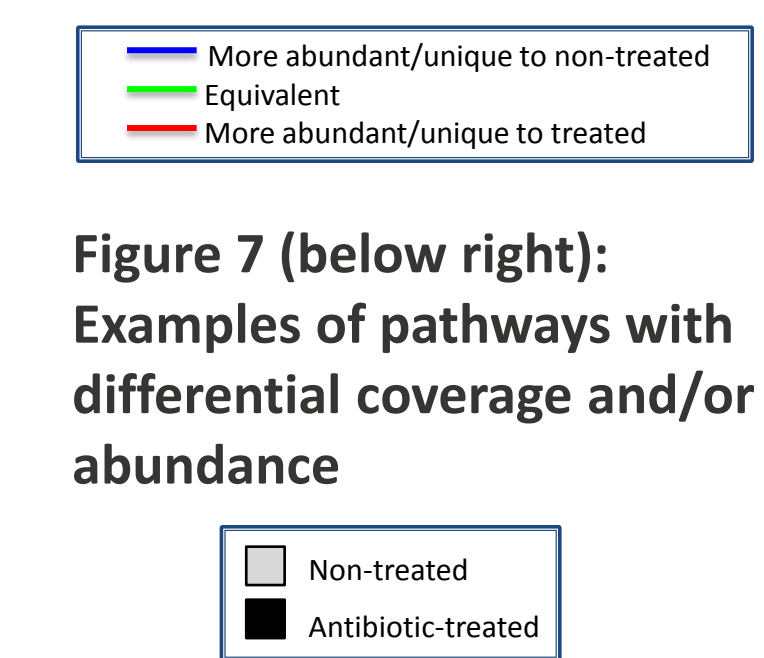 More abundant/unique to non-treated
Equivalent
More abundant/unique to treated
Figure 7 (below right):
Examples of pathways with
differential coverage and/or
abundance
Non-treated
Antibiotic-treated